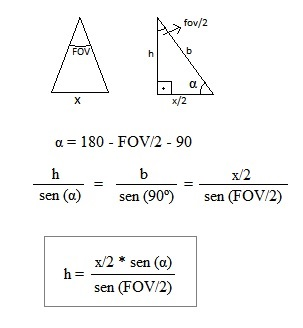 FOV
x
fov/2
h
b
α
x/2
α = 180 - FOV/2 - 90
h / sen (α) = b / sen (90º) = x/2 / sen (FOV/2)
h = x/2 * sen (α) / sen (FOV/2)